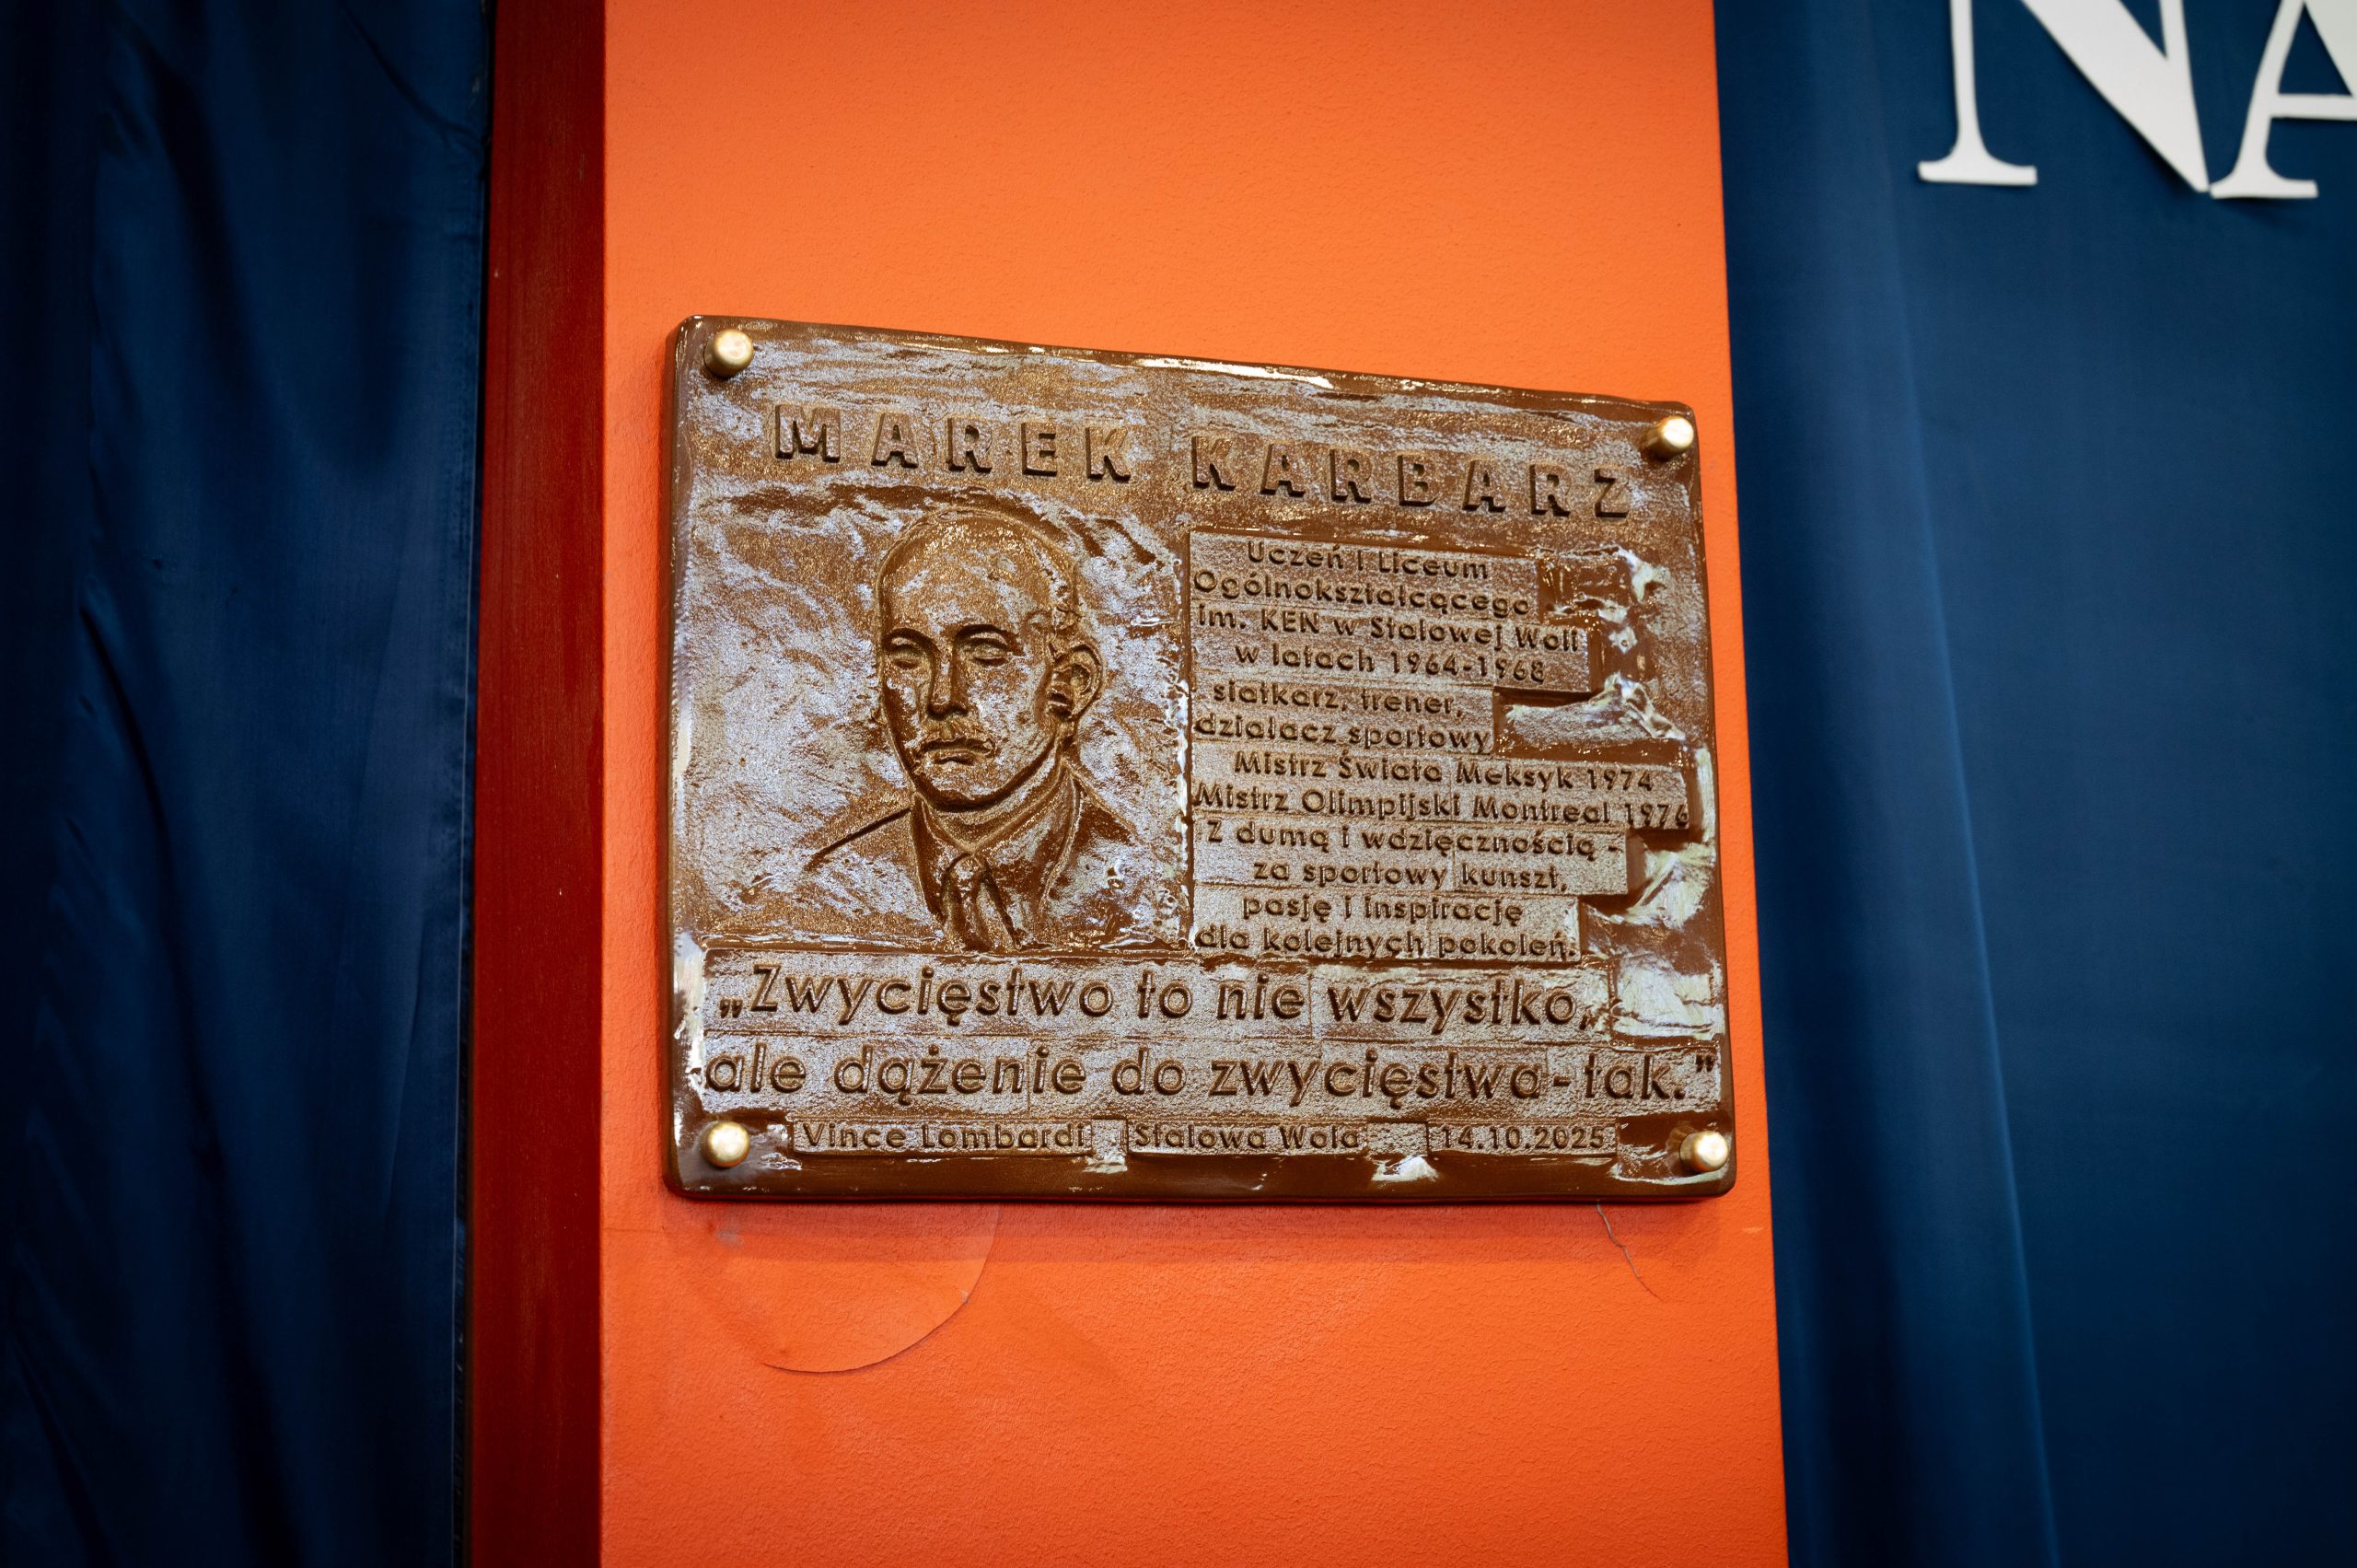 NA
MAREK KARBARZ
Uczeń I Liceum
Ogólnokształcącego
im. KEN w Stalowej Woli
w latach 1964-1968
siatkarz, trener,
działacz sportowy
Mistrz Świata Meksyk 1974
Mistrz Olimpijski Montreal 1976
Z dumą i wdzięcznością -
za sportowy kunszt,
pasję i inspirację
dla kolejnych pokoleń.
„Zwycięstwo to nie wszystko,
ale dążenie do zwycięstwa-tak.”
Vince Lombardi Stalowa Wola 14.10.2025